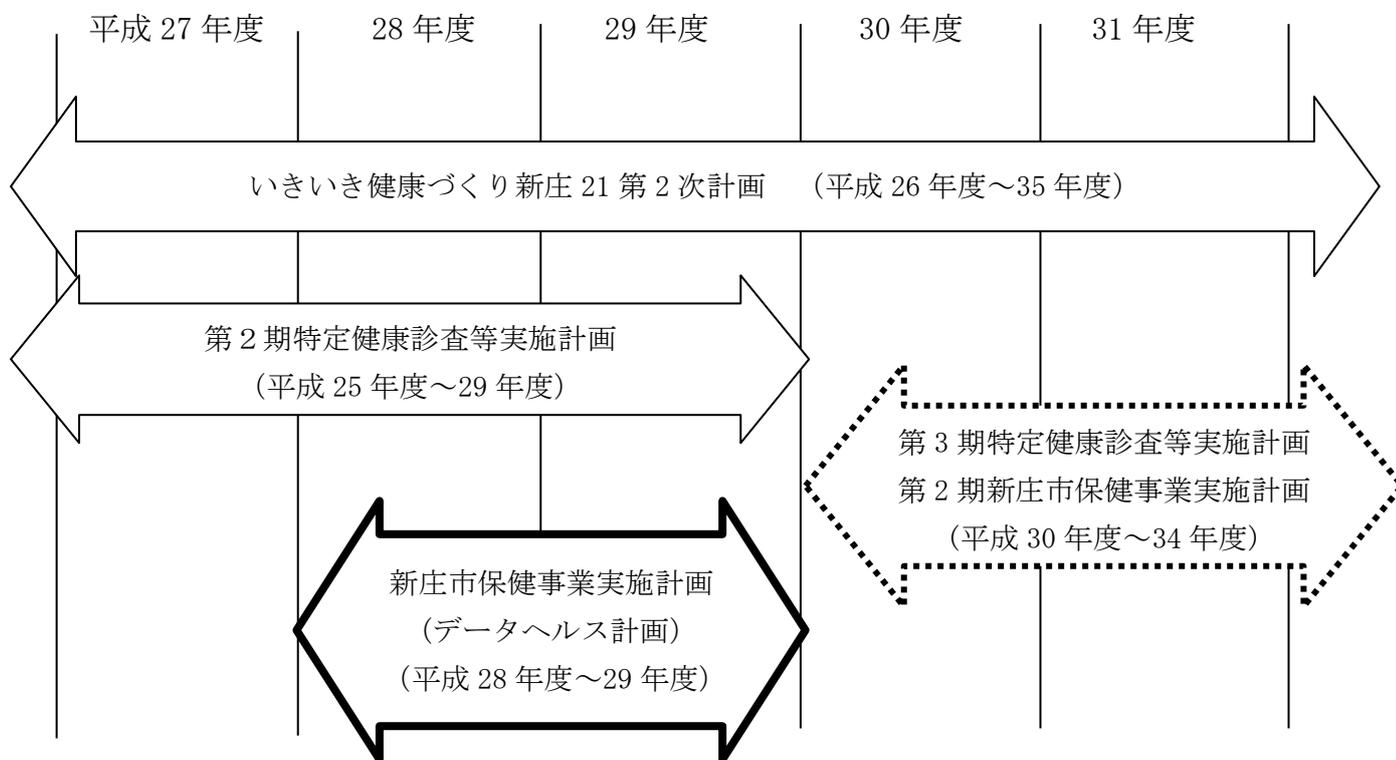 平成 27 年度 28 年度 29 年度 30 年度 31 年度
いきいき健康づくり新庄 21 第 2 次計画 (平成 26 年度～35 年度)
第 2 期特定健康診査等実施計画
(平成 25 年度～29 年度)
第 3 期特定健康診査等実施計画
第 2 期新庄市保健事業実施計画
(平成 30 年度～34 年度)
新庄市保健事業実施計画
(データヘルス計画)
(平成 28 年度～29 年度)